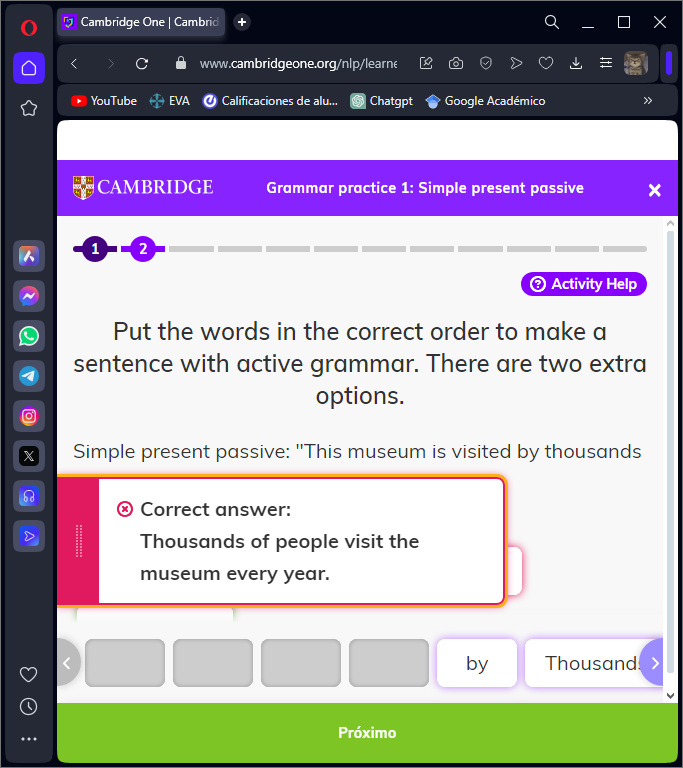 Cambridge One | Cambrid
www.cambridgeone.org/nlp/learne
YouTube EVA Calificaciones de alu... Chatgpt Google Académico »
CAMBRIDGE Grammar practice 1: Simple present passive
1 2
Activity Help
Put the words in the correct order to make a
sentence with active grammar. There are two extra
options.
Simple present passive: "This museum is visited by thousands
Correct answer:
Thousands of people visit the
museum every year.
by Thousands
Próximo